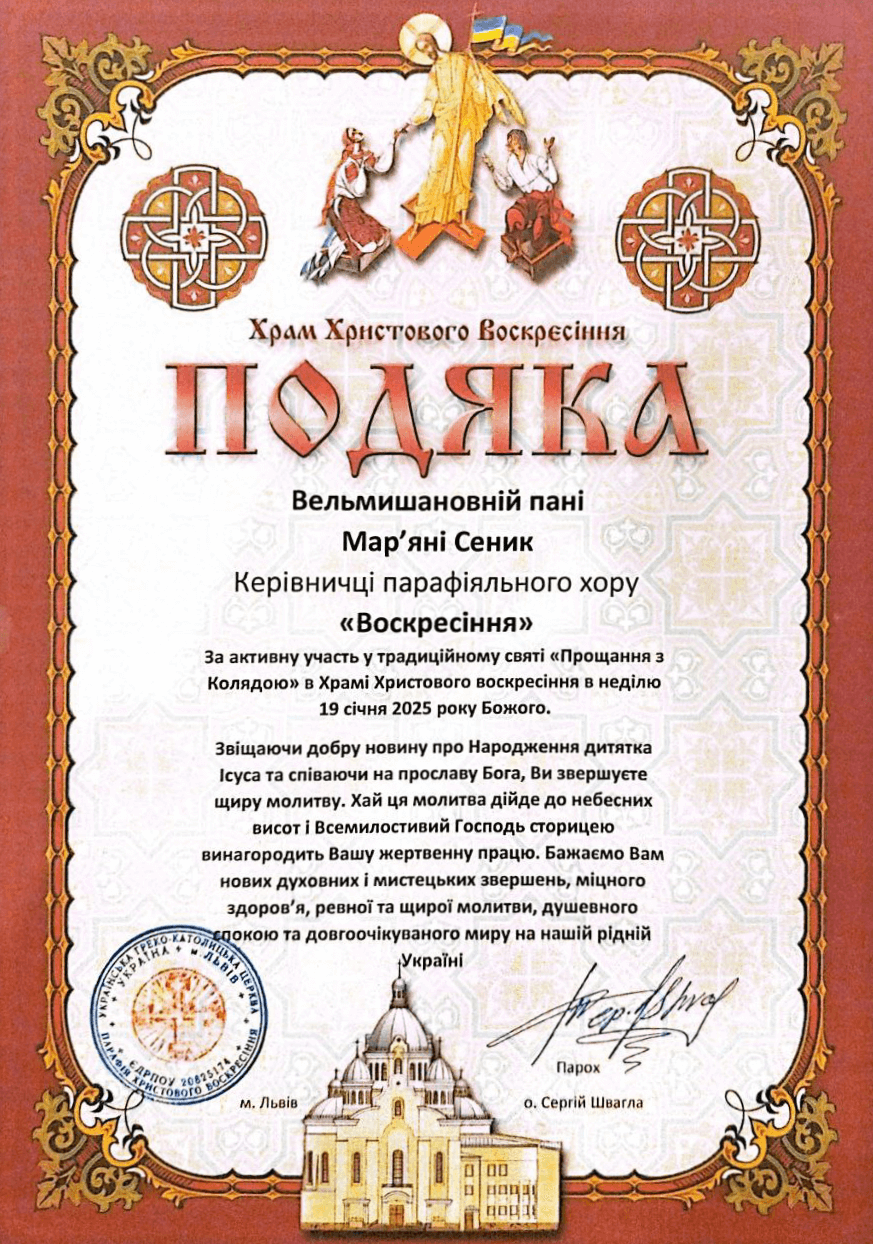 Храм Христового Воскресіння
ПОДЯКА
Вельмишановній пані
Мар’яні Сеник
Керівничці парафіяльного хору
«Воскресіння»
За активну участь у традиційному святі «Прощання з
Колядою» в Храмі Христового воскресіння в неділю
19 січня 2025 року Божого.
Звіщаючи добру новину про Народження дитятка
Ісуса та співаючи на прославу Бога, Ви звершуєте
щиру молитву. Хай ця молитва дійде до небесних
висот і Всемилостивий Господь сторицею
винагородить Вашу жертвенну працю. Бажаємо Вам
нових духовних і мистецьких звершень, міцного
здоров’я, ревної та щирої молитви, душевного
спокою та довгоочікуваного миру на нашій рідній
Україні
УКРАЇНСЬКА ГРЕКО-КАТОЛИЦЬКА ЦЕРКВА
УКРАЇНА + м. ЛЬВІВ
ЄДРПОУ 20825174
ПАРАФІЯ ХРИСТОВОГО ВОСКРЕСІННЯ
Парох
м. Львів
о. Сергій Швагла